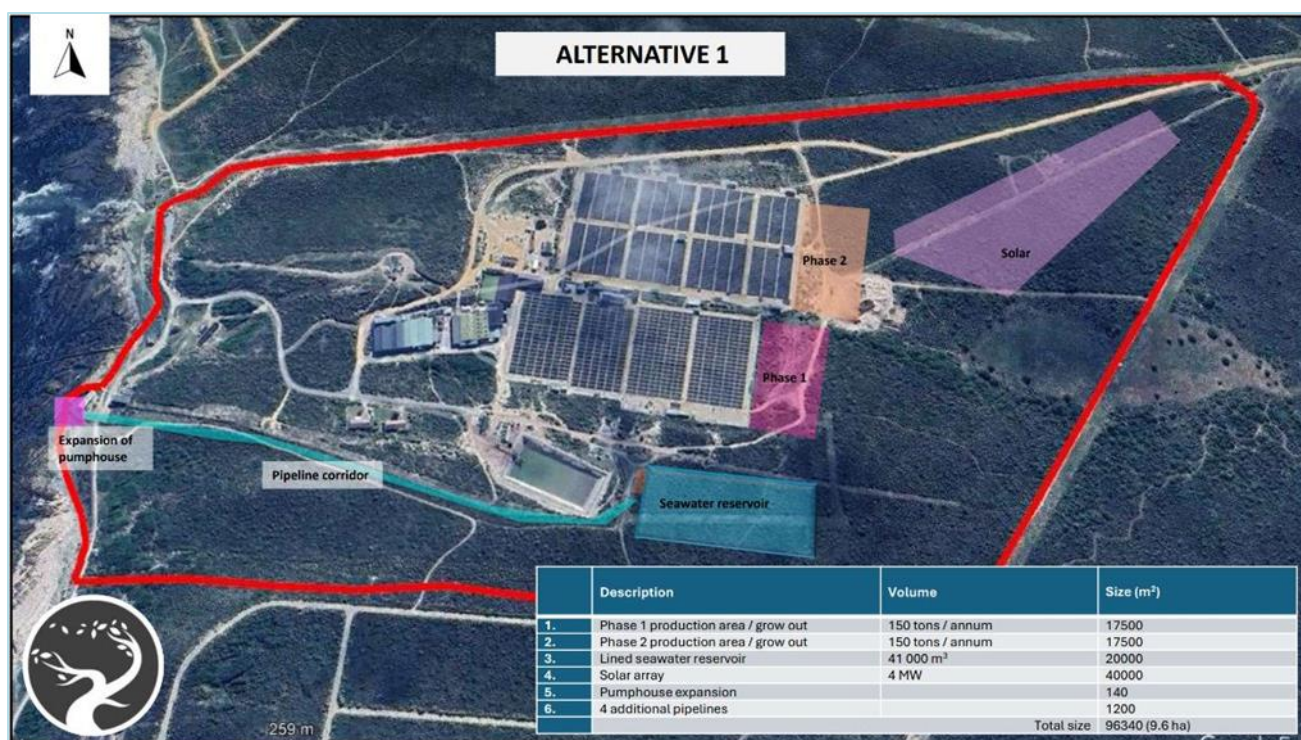 N
ALTERNATIVE 1
Solar
Phase 2
Phase 1
Expansion of
pumphouse
Pipeline corridor
Seawater reservoir
Description Volume Size (m²)
1. Phase 1 production area / grow out 150 tons / annum 17500
2. Phase 2 production area / grow out 150 tons / annum 17500
3. Lined seawater reservoir 41 000 m³ 20000
4. Solar array 4 MW 40000
5. Pumphouse expansion 140
6. 4 additional pipelines 1200
Total size 96340 (9.6 ha)
259 m